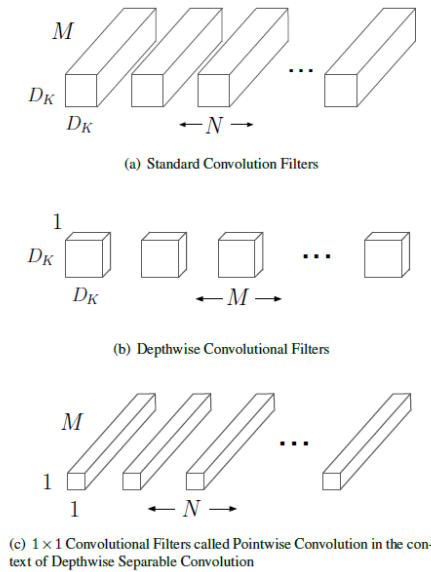 M
D_K
D_K
← N →
...
(a) Standard Convolution Filters
1
D_K
D_K
← M →
...
(b) Depthwise Convolutional Filters
M
1
1
← N →
...
(c) 1 × 1 Convolutional Filters called Pointwise Convolution in the con-
text of Depthwise Separable Convolution